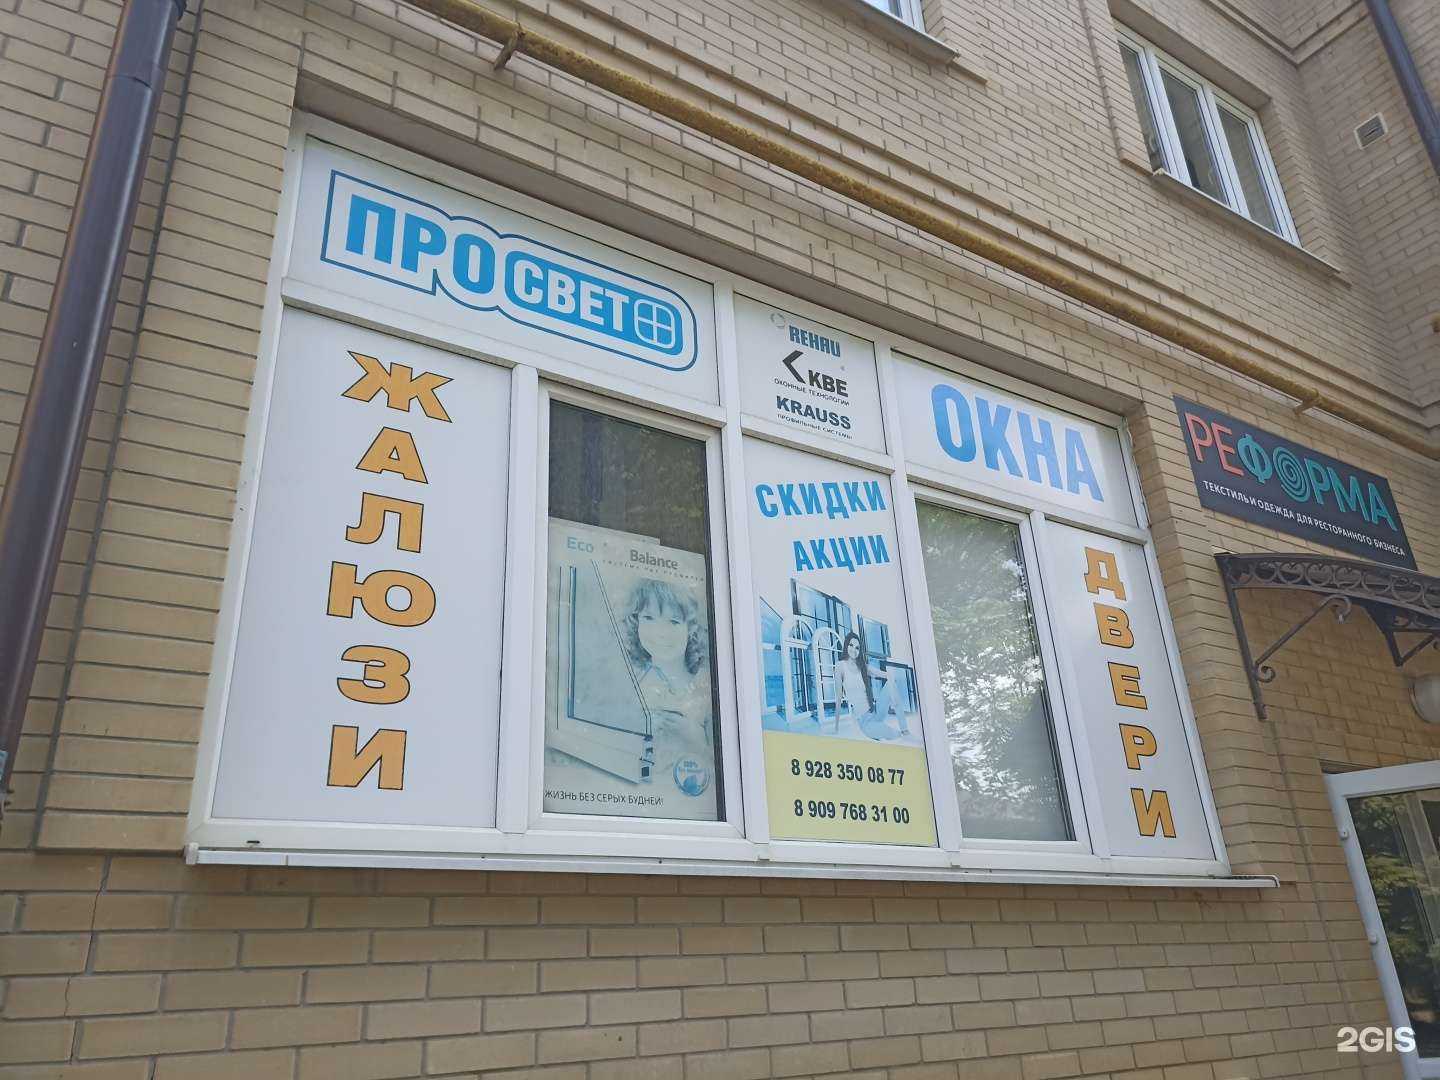 ПРОСВЕТ
REHAU
KBE
ОКОННЫЕ ТЕХНОЛОГИИ
KRAUSS
ПРОФИЛЬНЫЕ СИСТЕМЫ
ОКНА
РЕФОРМА
ТЕКСТИЛЬ И ОДЕЖДА ДЛЯ РЕСТОРАННОГО БИЗНЕСА
ЖАЛЮЗИ
Eco Balance
ЖИЗНЬ БЕЗ СЕРЫХ БУДНЕЙ!
СКИДКИ
АКЦИИ
8 928 350 08 77
8 909 768 31 00
ДВЕРИ
2GIS